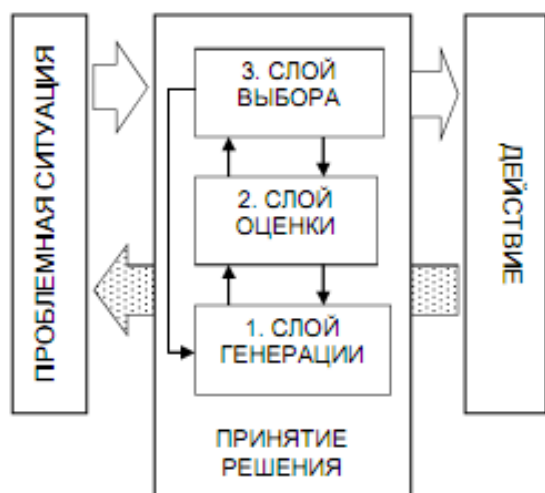 ПРОБЛЕМНАЯ СИТУАЦИЯ
3. СЛОЙ
ВЫБОРА
2. СЛОЙ
ОЦЕНКИ
1. СЛОЙ
ГЕНЕРАЦИИ
ПРИНЯТИЕ
РЕШЕНИЯ
ДЕЙСТВИЕ